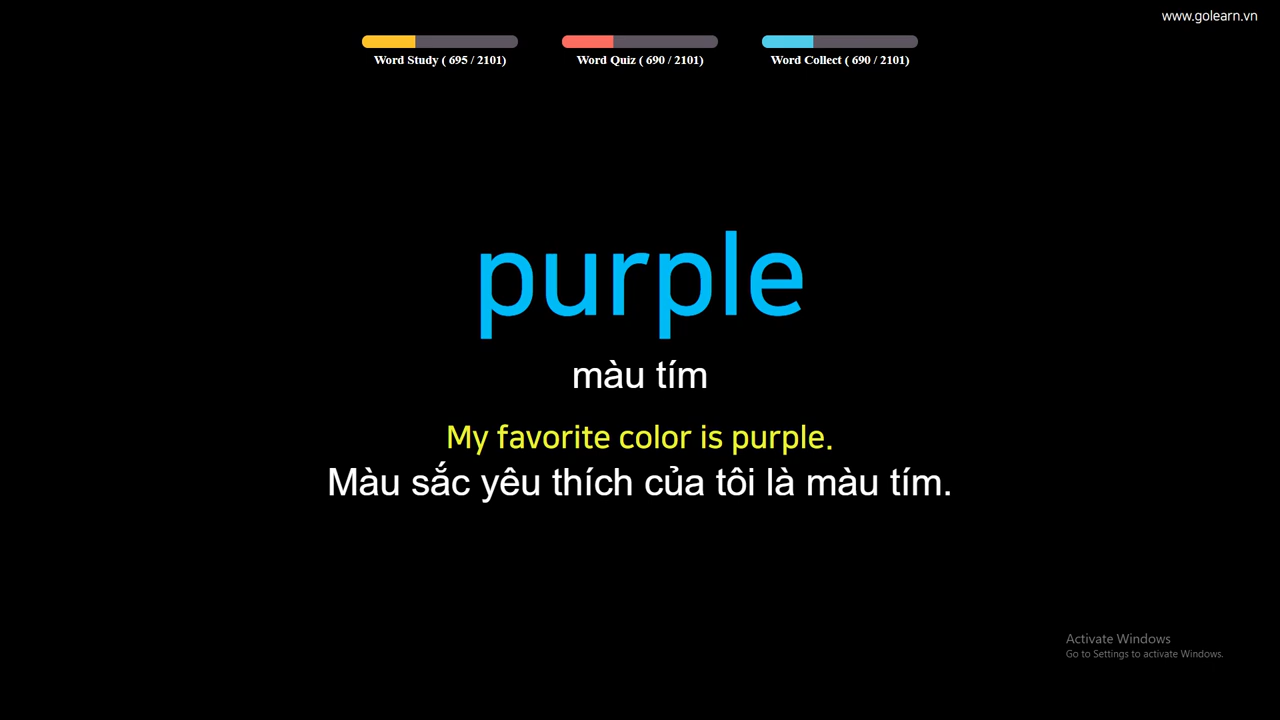 www.golearn.vn
Word Study ( 695 / 2101)
Word Quiz ( 690 / 2101)
Word Collect ( 690 / 2101)
purple
màu tím
My favorite color is purple.
Màu sắc yêu thích của tôi là màu tím.
Activate Windows
Go to Settings to activate Windows.